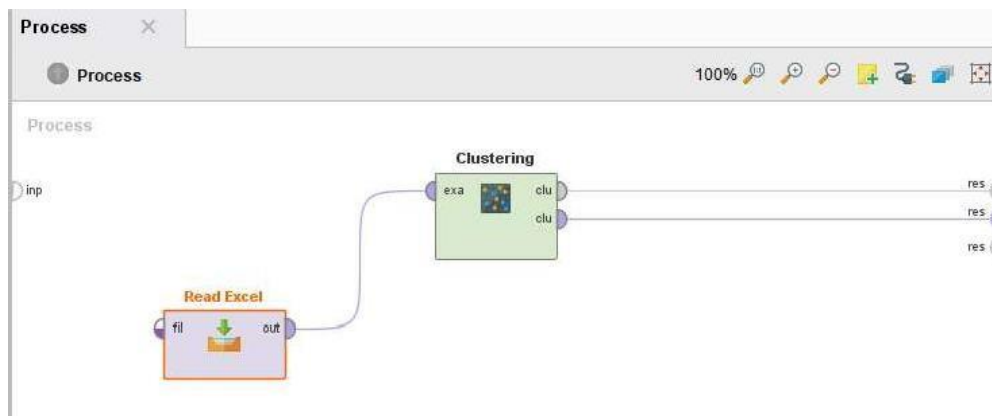 Process
Process
100%
Process
inp
Clustering
exa
clu
clu
res
res
res
Read Excel
fil
out